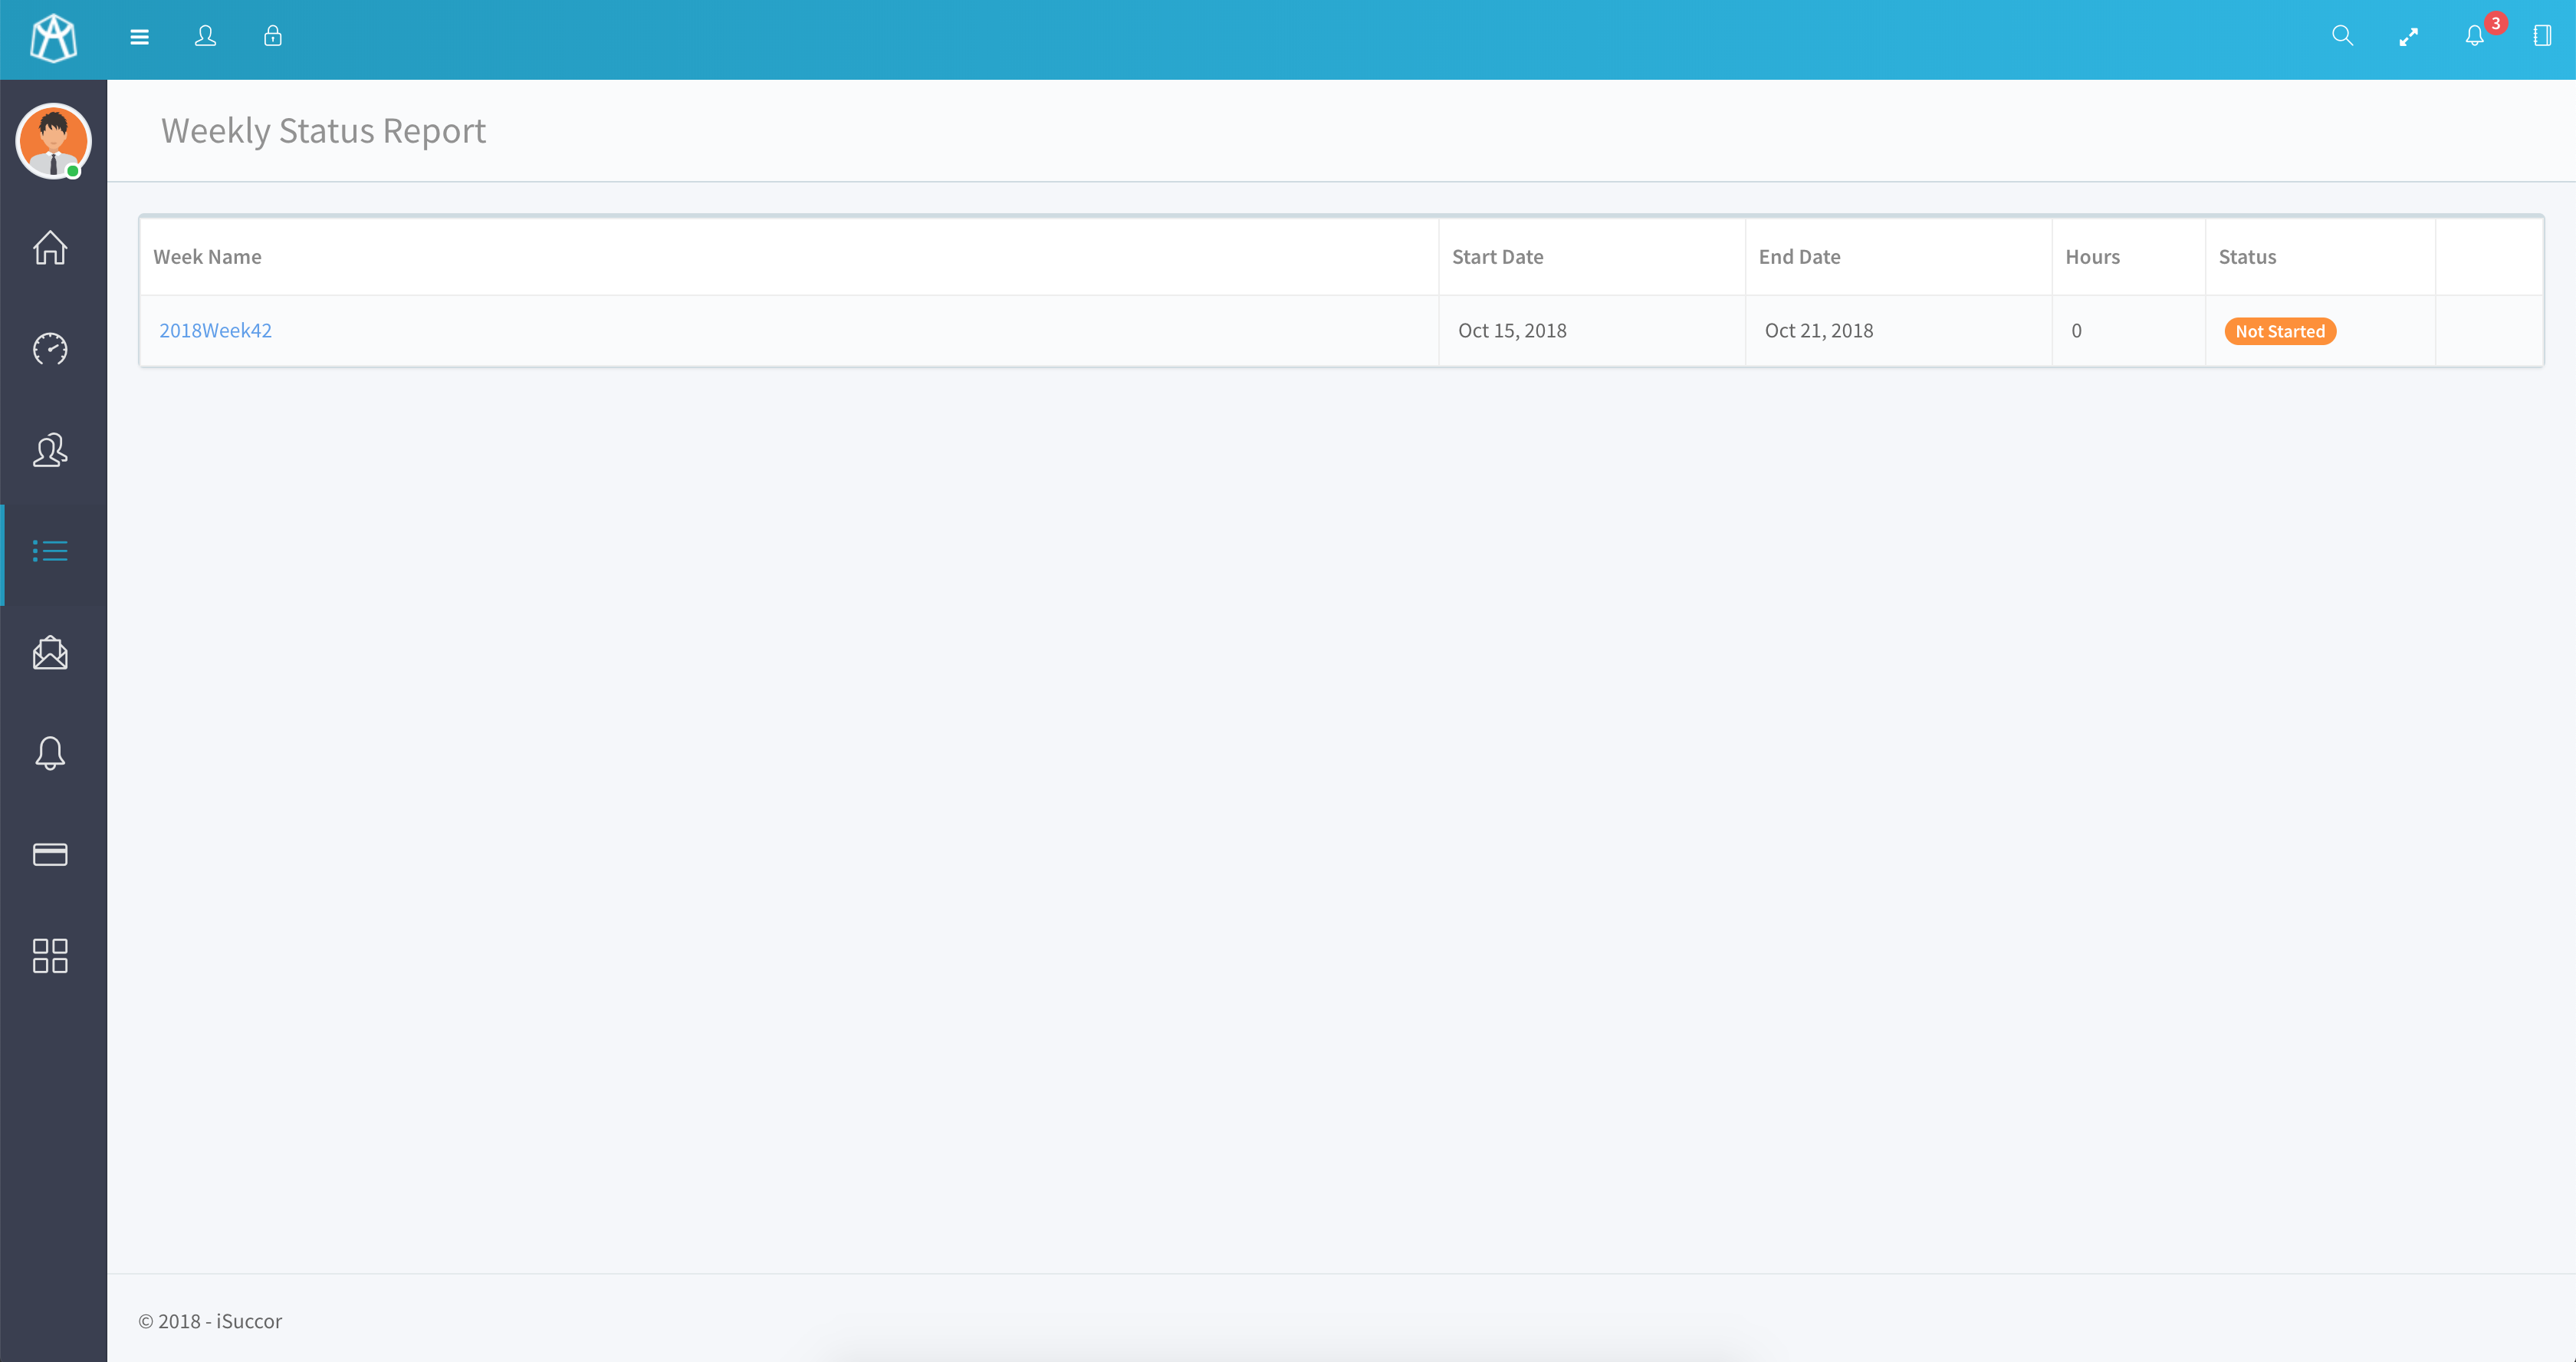 3
Weekly Status Report
Week Name Start Date End Date Hours Status
2018Week42 Oct 15, 2018 Oct 21, 2018 0 Not Started
© 2018 - iSuccor